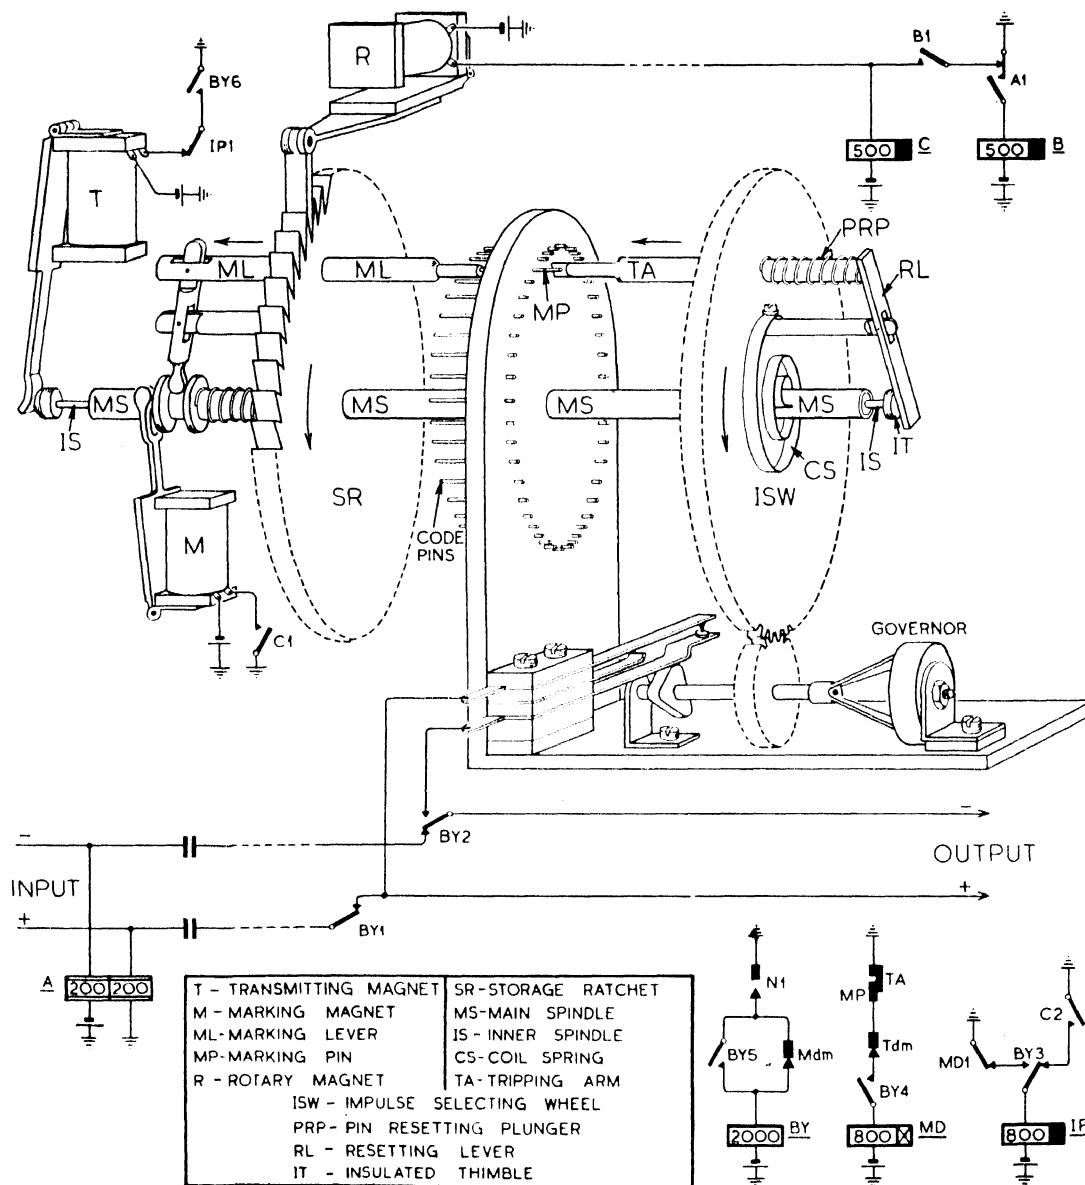 R
B1
A1
BY6
IP1
500 C
500 B
T
PRP
RL
ML
ML
TA
MP
MS
MS
MS
MS
IS
IS
IT
CS
SR
ISW
CODE
PINS
M
C1
GOVERNOR
-
-
BY2
INPUT
OUTPUT
+
+
BY1
A 200 200
N1
TA
MP
C2
BY5
Mdm
Tdm
MD1
BY3
BY4
2000 BY
800 MD
800 IP
T - TRANSMITTING MAGNET
M - MARKING MAGNET
ML - MARKING LEVER
MP - MARKING PIN
R - ROTARY MAGNET
SR - STORAGE RATCHET
MS - MAIN SPINDLE
IS - INNER SPINDLE
CS - COIL SPRING
TA - TRIPPING ARM
ISW - IMPULSE SELECTING WHEEL
PRP - PIN RESETTING PLUNGER
RL - RESETTING LEVER
IT - INSULATED THIMBLE